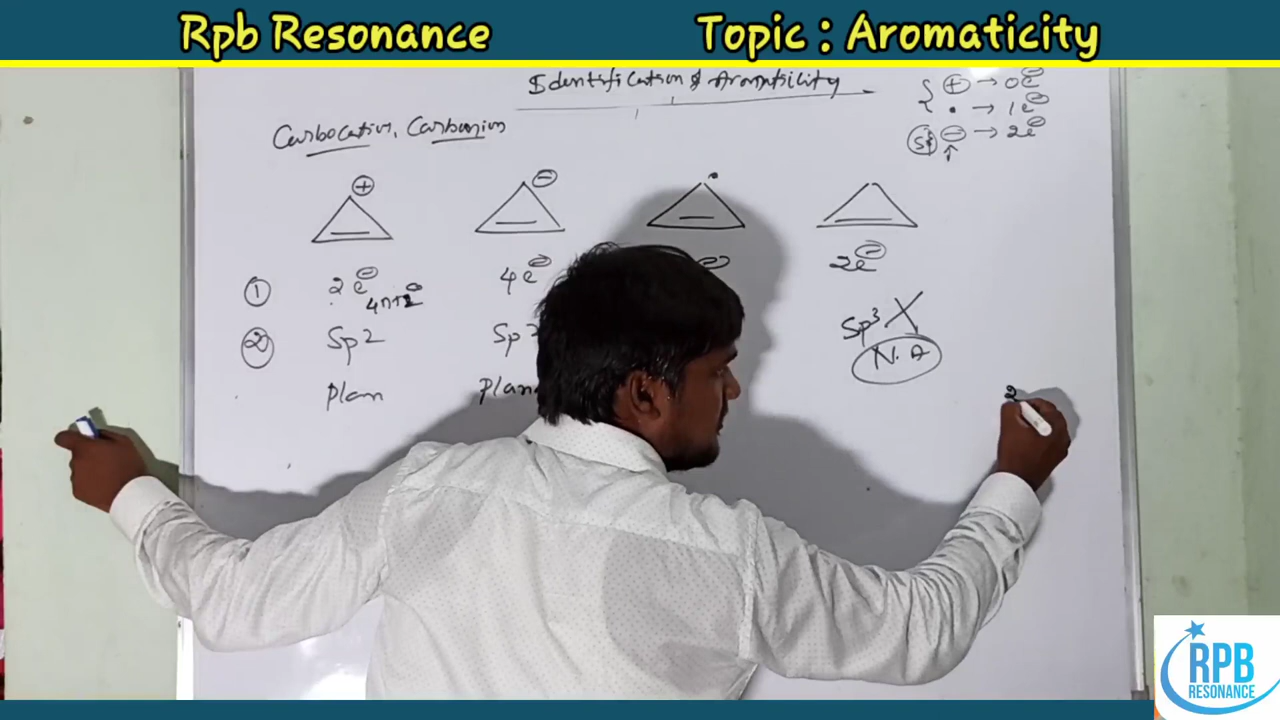 Rpb Resonance Topic : Aromaticity
Identification of Aromaticity
⊕ → 0e⊖
• → 1e⊖
⊖ → 2e⊖
Carbocation, Carbanion
⊕ ⊖ •
① 2e⊖ 4e⊖ 2e⊖
4n+2
② Sp2 Sp Sp3 X
N.A
Plan Plan
2
RPB
RESONANCE